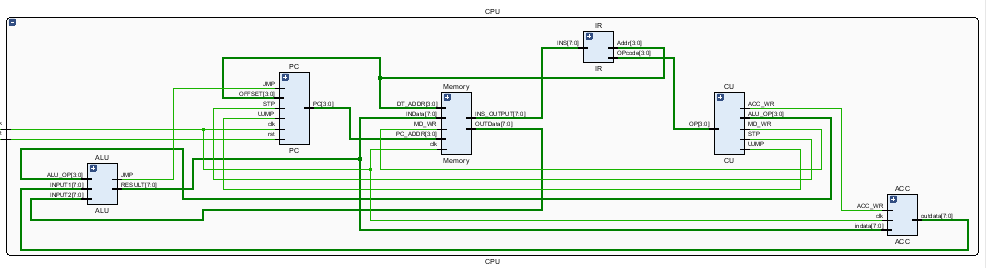 CPU
IR
INS[7:0]
Addr[3:0]
OPcode[3:0]
IR
PC
JMP
OFFSET[3:0]
STP
UJMP
clk
rst
PC[3:0]
PC
Memory
DT_ADDR[3:0]
INData[7:0]
MD_WR
PC_ADDR[3:0]
clk
INS_OUTPUT[7:0]
OUTData[7:0]
Memory
CU
OP[3:0]
ACC_WR
ALU_OP[3:0]
MD_WR
STP
UJMP
CU
ALU
ALU_OP[3:0]
INPUT1[7:0]
INPUT2[7:0]
JMP
RESULT[7:0]
ALU
ACC
ACC_WR
clk
indata[7:0]
outdata[7:0]
ACC
CPU